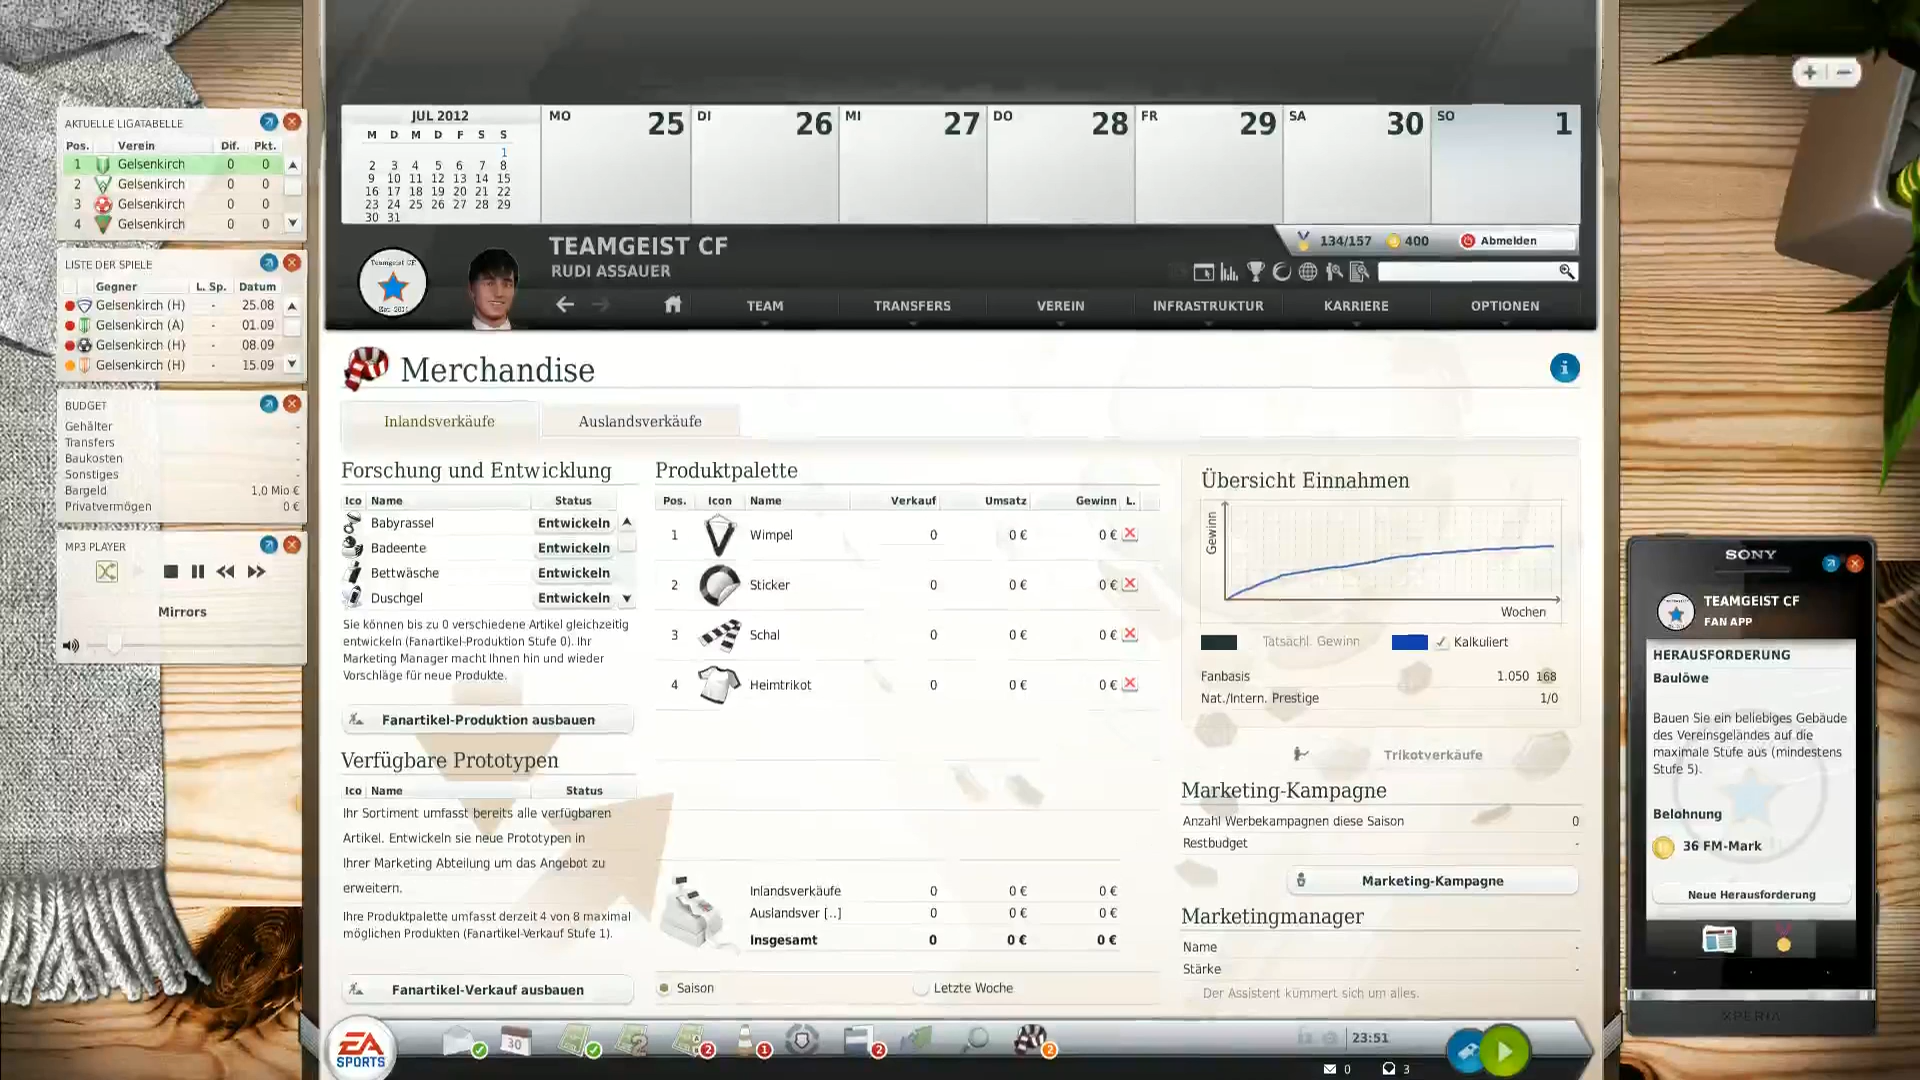 AKTUELLE LIGATABELLE
Pos. Verein Dif. Pkt.
1 Gelsenkirch 0 0
2 Gelsenkirch 0 0
3 Gelsenkirch 0 0
4 Gelsenkirch 0 0
LISTE DER SPIELE
Gegner L. Sp. Datum
Gelsenkirch (H) - 25.08
Gelsenkirch (A) - 01.09
Gelsenkirch (H) - 08.09
Gelsenkirch (H) - 15.09
BUDGET
Gehälter -
Transfers -
Baukosten -
Sonstiges -
Bargeld 1,0 Mio €
Privatvermögen 0 €
MP3 PLAYER
Mirrors
JUL 2012
M D M D F S S
1
2 3 4 5 6 7 8
9 10 11 12 13 14 15
16 17 18 19 20 21 22
23 24 25 26 27 28 29
30 31
MO 25 DI 26 MI 27 DO 28 FR 29 SA 30 SO 1
Teamgeist CF
TEAMGEIST CF
RUDI ASSAUER
134/157 400 Abmelden
TEAM TRANSFERS VEREIN INFRASTRUKTUR KARRIERE OPTIONEN
Merchandise
Inlandsverkäufe Auslandsverkäufe
Forschung und Entwicklung
Ico Name Status
Babyrassel Entwickeln
Badeente Entwickeln
Bettwäsche Entwickeln
Duschgel Entwickeln
Sie können bis zu 0 verschiedene Artikel gleichzeitig
entwickeln (Fanartikel-Produktion Stufe 0). Ihr
Marketing Manager macht Ihnen hin und wieder
Vorschläge für neue Produkte.
Fanartikel-Produktion ausbauen
Verfügbare Prototypen
Ico Name Status
Ihr Sortiment umfasst bereits alle verfügbaren
Artikel. Entwickeln sie neue Prototypen in
Ihrer Marketing Abteilung um das Angebot zu
erweitern.
Ihre Produktpalette umfasst derzeit 4 von 8 maximal
möglichen Produkten (Fanartikel-Verkauf Stufe 1).
Fanartikel-Verkauf ausbauen
Produktpalette
Pos. Icon Name Verkauf Umsatz Gewinn L.
1 Wimpel 0 0 € 0 €
2 Sticker 0 0 € 0 €
3 Schal 0 0 € 0 €
4 Heimtrikot 0 0 € 0 €
Inlandsverkäufe 0 0 € 0 €
Auslandsver [..] 0 0 € 0 €
Insgesamt 0 0 € 0 €
Saison Letzte Woche
Übersicht Einnahmen
Gewinn
Wochen
Tatsächl. Gewinn Kalkuliert
Fanbasis 1.050 168
Nat./Intern. Prestige 1/0
Trikotverkäufe
Marketing-Kampagne
Anzahl Werbekampagnen diese Saison 0
Restbudget -
Marketing-Kampagne
Marketingmanager
Name -
Stärke -
Der Assistent kümmert sich um alles.
SONY
TEAMGEIST CF
FAN APP
HERAUSFORDERUNG
Baulöwe
Bauen Sie ein beliebiges Gebäude
des Vereinsgeländes auf die
maximale Stufe aus (mindestens
Stufe 5).
Belohnung
36 FM-Mark
Neue Herausforderung
XPERIA
EA
SPORTS
30 2 2 1 2 2
23:51
0 3